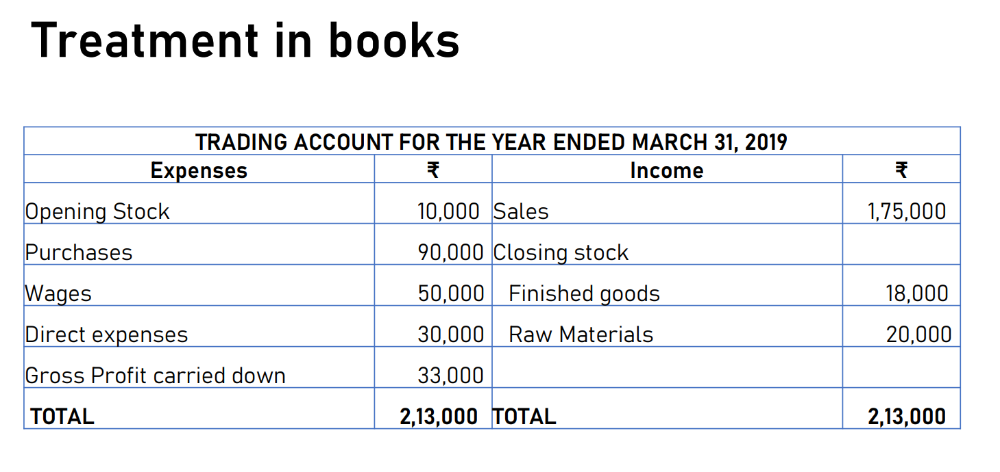 Treatment in books
TRADING ACCOUNT FOR THE YEAR ENDED MARCH 31, 2019
Expenses ₹ Income ₹
Opening Stock 10,000 Sales 1,75,000
Purchases 90,000 Closing stock
Wages 50,000 Finished goods 18,000
Direct expenses 30,000 Raw Materials 20,000
Gross Profit carried down 33,000
TOTAL 2,13,000 TOTAL 2,13,000